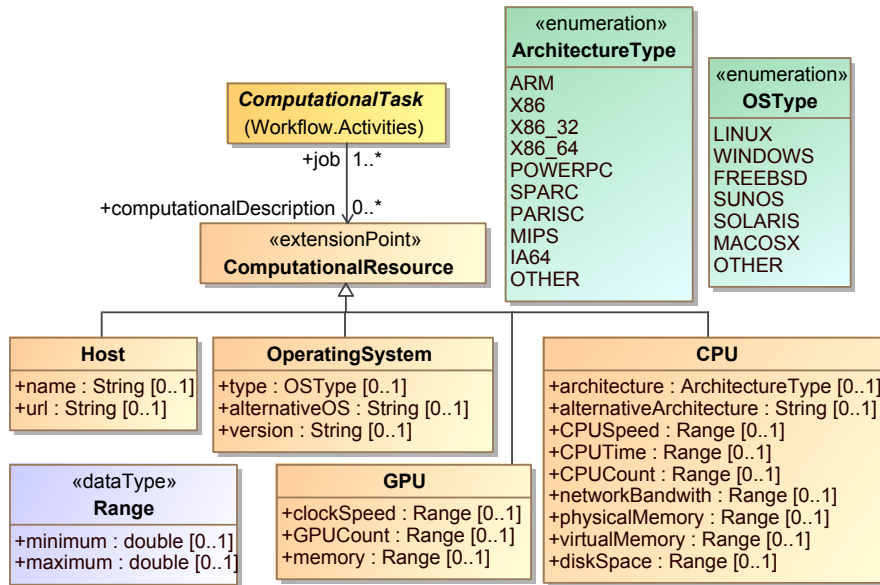 «enumeration»
ArchitectureType
ARM
X86
X86_32
X86_64
POWERPC
SPARC
PARISC
MIPS
IA64
OTHER
«enumeration»
OSType
LINUX
WINDOWS
FREEBSD
SUNOS
SOLARIS
MACOSX
OTHER
ComputationalTask
(Workflow.Activities)
+job 1..*
+computationalDescription 0..*
«extensionPoint»
ComputationalResource
Host
+name : String [0..1]
+url : String [0..1]
OperatingSystem
+type : OSType [0..1]
+alternativeOS : String [0..1]
+version : String [0..1]
CPU
+architecture : ArchitectureType [0..1]
+alternativeArchitecture : String [0..1]
+CPUSpeed : Range [0..1]
+CPUTime : Range [0..1]
+CPUCount : Range [0..1]
+networkBandwith : Range [0..1]
+physicalMemory : Range [0..1]
+virtualMemory : Range [0..1]
+diskSpace : Range [0..1]
«dataType»
Range
+minimum : double [0..1]
+maximum : double [0..1]
GPU
+clockSpeed : Range [0..1]
+GPUCount : Range [0..1]
+memory : Range [0..1]